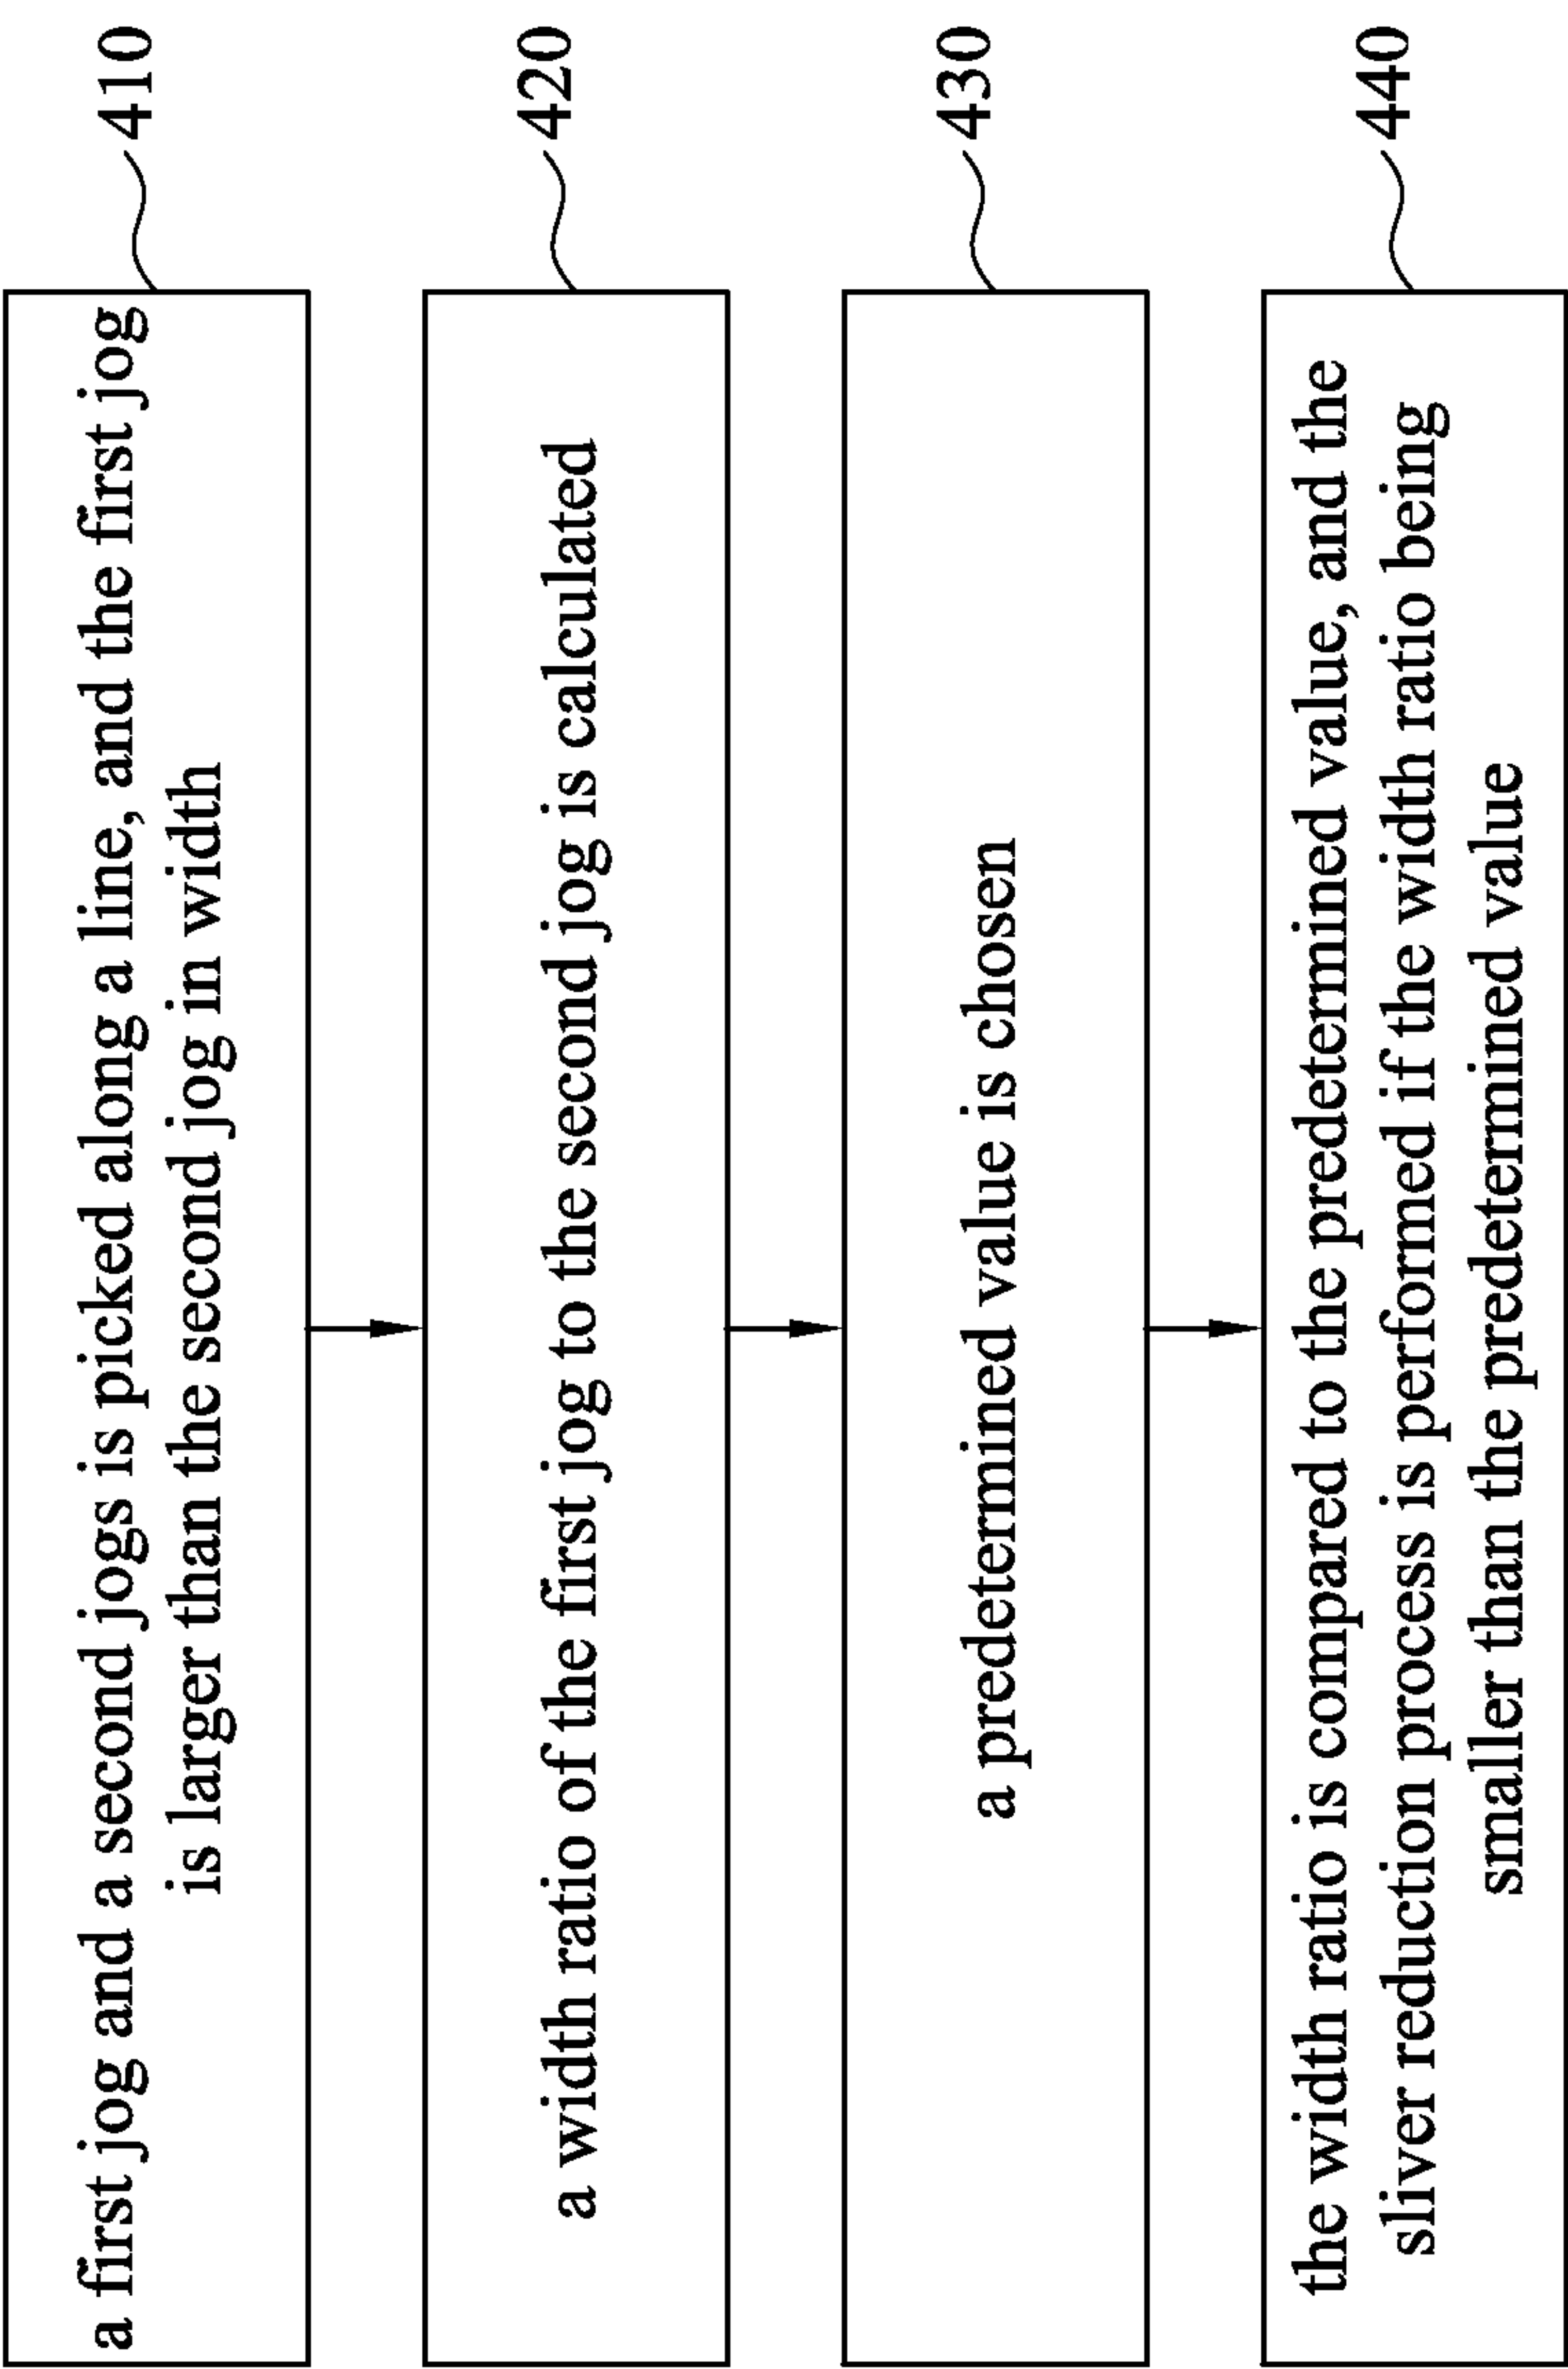 a first jog and a second jogs is picked along a line, and the first jog
is larger than the second jog in width
410
a width ratio of the first jog to the second jog is calculated
420
a predetermined value is chosen
430
the width ratio is compared to the predetermined value, and the
sliver reduction process is performed if the width ratio being
smaller than the predetermined value
440